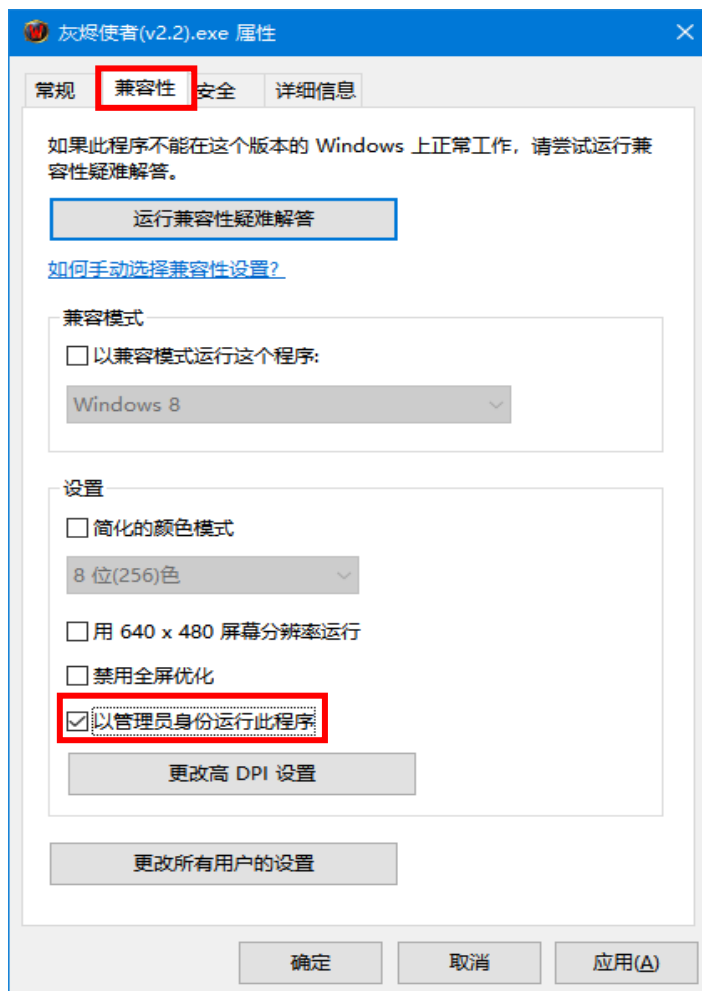 灰烬使者(v2.2).exe 属性
常规 兼容性 安全 详细信息
如果此程序不能在这个版本的 Windows 上正常工作，请尝试运行兼
容性疑难解答。
运行兼容性疑难解答
如何手动选择兼容性设置?
兼容模式
以兼容模式运行这个程序:
Windows 8
设置
简化的颜色模式
8 位(256)色
用 640 x 480 屏幕分辨率运行
禁用全屏优化
以管理员身份运行此程序
更改高 DPI 设置
更改所有用户的设置
确定 取消 应用(A)